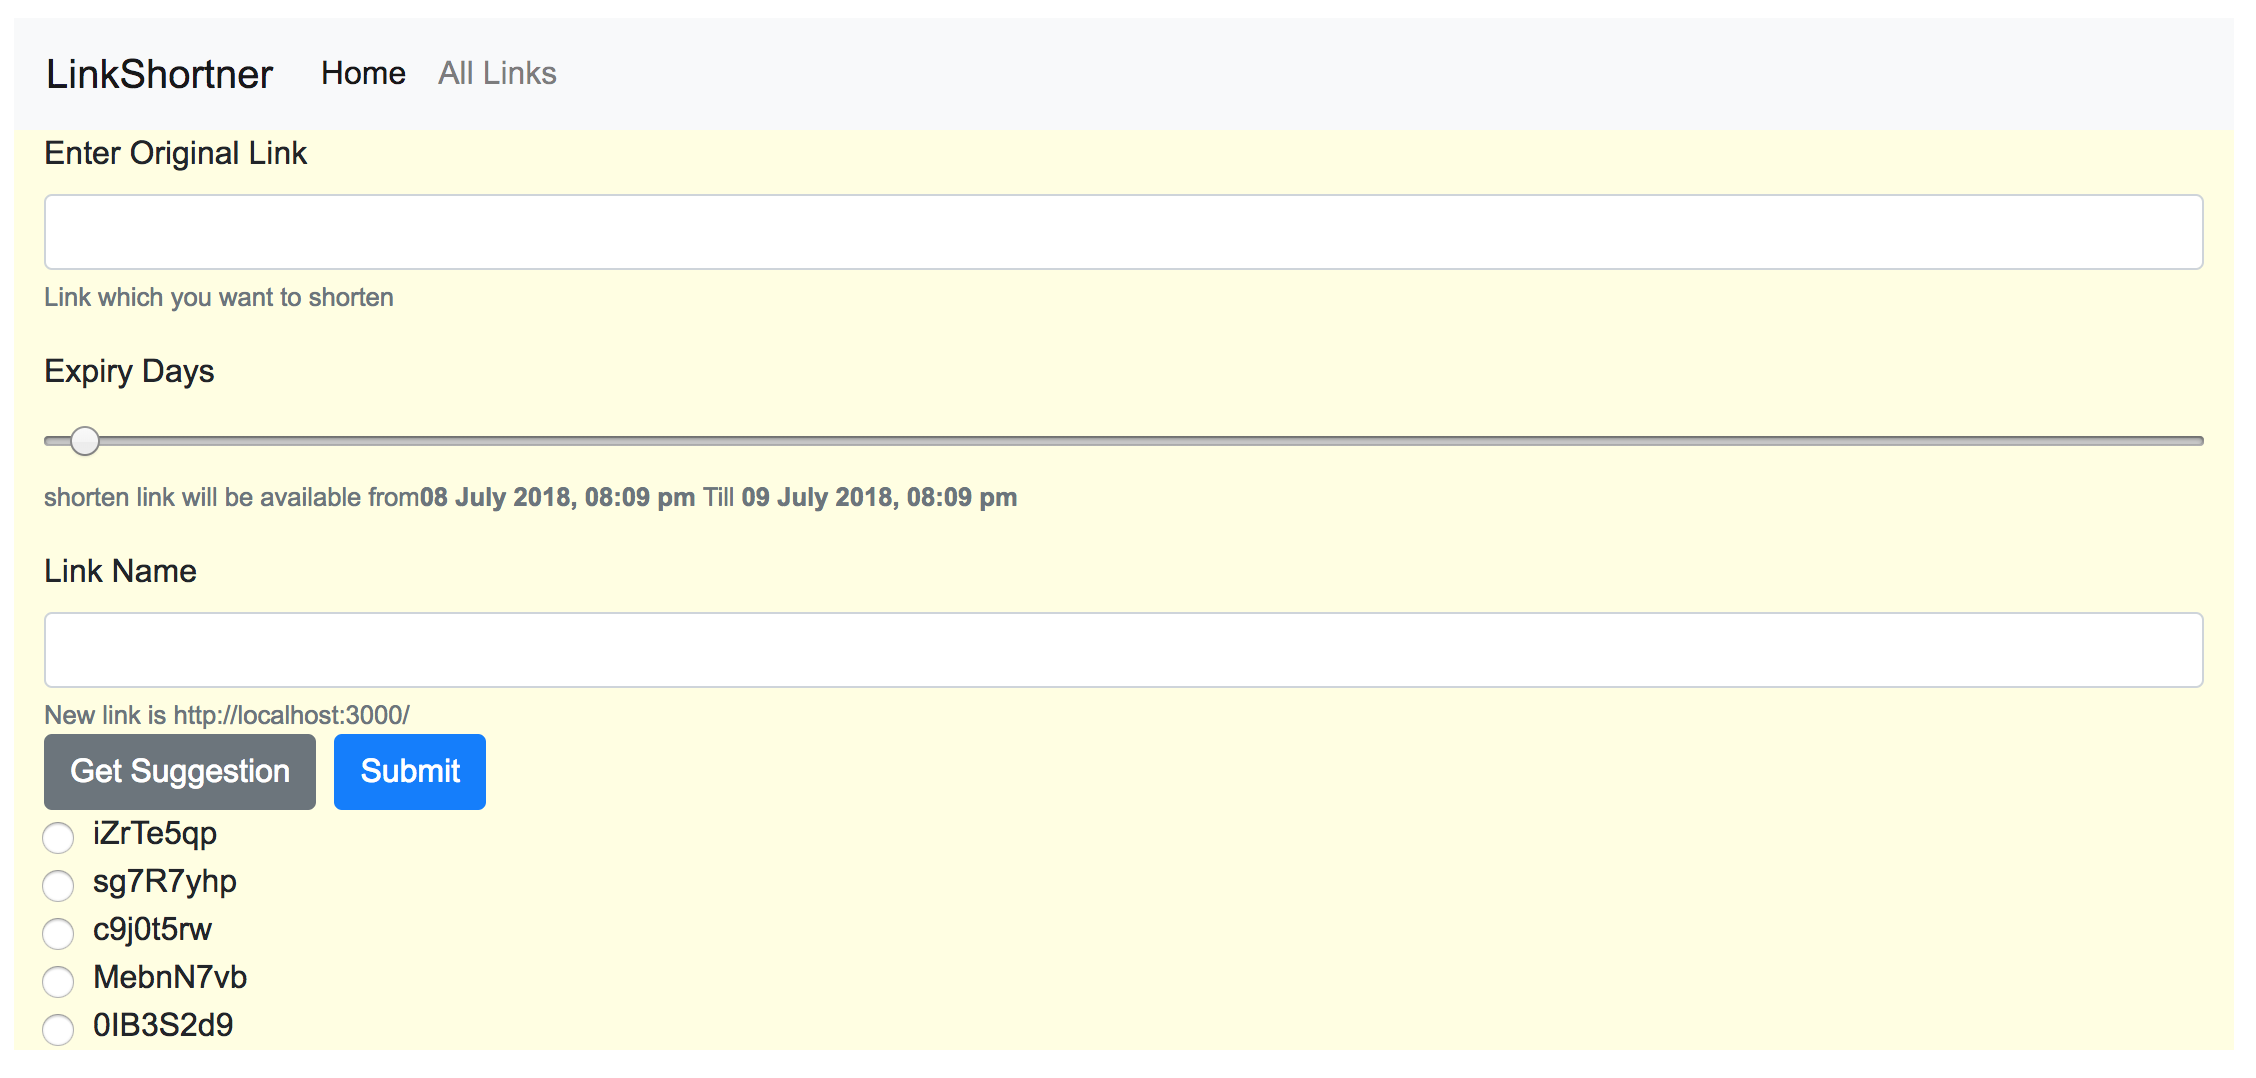 LinkShortner Home All Links
Enter Original Link
Link which you want to shorten
Expiry Days
shorten link will be available from08 July 2018, 08:09 pm Till 09 July 2018, 08:09 pm
Link Name
New link is http://localhost:3000/
Get Suggestion Submit
iZrTe5qp
sg7R7yhp
c9j0t5rw
MebnN7vb
0IB3S2d9